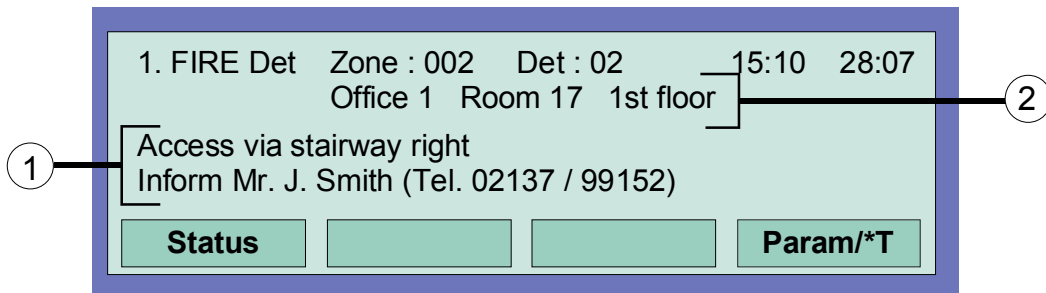 1. FIRE Det Zone : 002 Det : 02 15:10 28:07
Office 1 Room 17 1st floor
2
1
Access via stairway right
Inform Mr. J. Smith (Tel. 02137 / 99152)
Status Param/*T